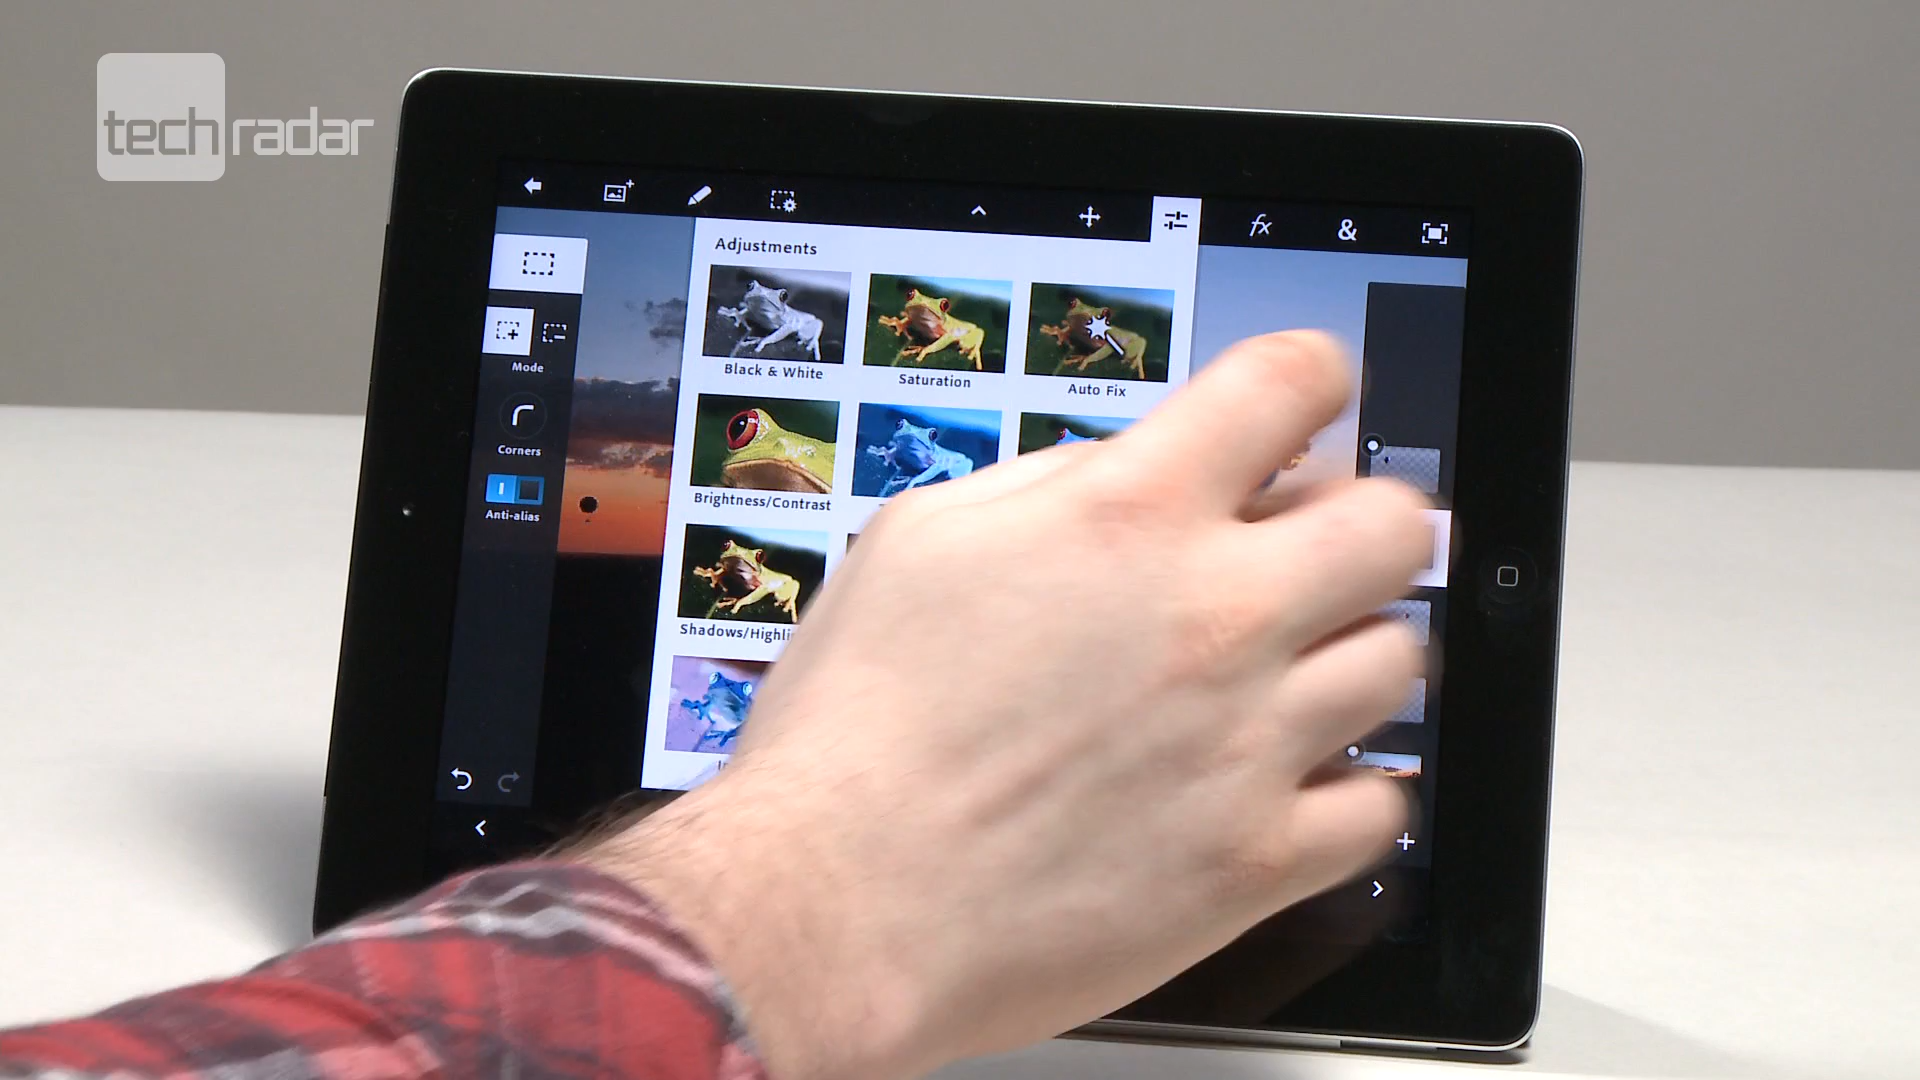 techradar
fx
&
Adjustments
Black & White
Saturation
Auto Fix
Mode
Corners
Brightness/Contrast
Anti-alias